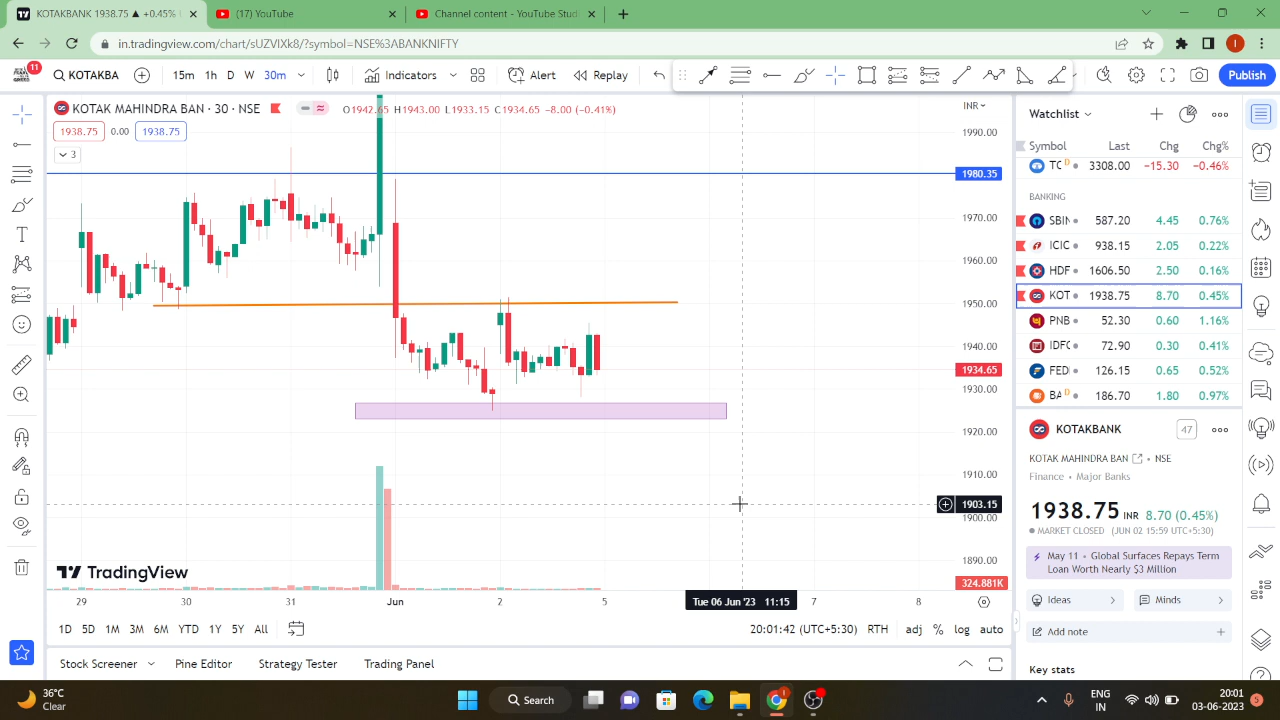 KOTAKBANK 1938.75 ▲ +0.45%
(17) YouTube
Channel content - YouTube Stud
in.tradingview.com/chart/sUZVIXk8/?symbol=NSE%3ABANKNIFTY
11
KOTAKBA
15m 1h D W 30m
Indicators
Alert
Replay
Publish
KOTAK MAHINDRA BAN · 30 · NSE
O1942.65 H1943.00 L1933.15 C1934.65 −8.00 (−0.41%)
1938.75 0.00 1938.75
3
INR
1990.00
1980.35
1970.00
1960.00
1950.00
1940.00
1934.65
1930.00
1920.00
1910.00
1903.15
1900.00
1890.00
324.881K
TradingView
29 30 31 Jun 2 5 Tue 06 Jun '23 11:15 7 8
1D 5D 1M 3M 6M YTD 1Y 5Y All
20:01:42 (UTC+5:30) RTH adj % log auto
Stock Screener Pine Editor Strategy Tester Trading Panel
Watchlist
Symbol Last Chg Chg%
TC D 3308.00 −15.30 −0.46%
BANKING
SBIN 587.20 4.45 0.76%
ICIC 938.15 2.05 0.22%
HDF 1606.50 2.50 0.16%
KOT 1938.75 8.70 0.45%
PNB 52.30 0.60 1.16%
IDFC 72.90 0.30 0.41%
FED 126.15 0.65 0.52%
BA D 186.70 1.80 0.97%
KOTAKBANK
47
KOTAK MAHINDRA BAN • NSE
Finance • Major Banks
1938.75 INR 8.70 (0.45%)
MARKET CLOSED (JUN 02 15:59 UTC+5:30)
May 11 • Global Surfaces Repays Term
Loan Worth Nearly $3 Million
Ideas
Minds
Add note
Key stats
36°C
Clear
Search
ENG
IN
20:01
03-06-2023
5